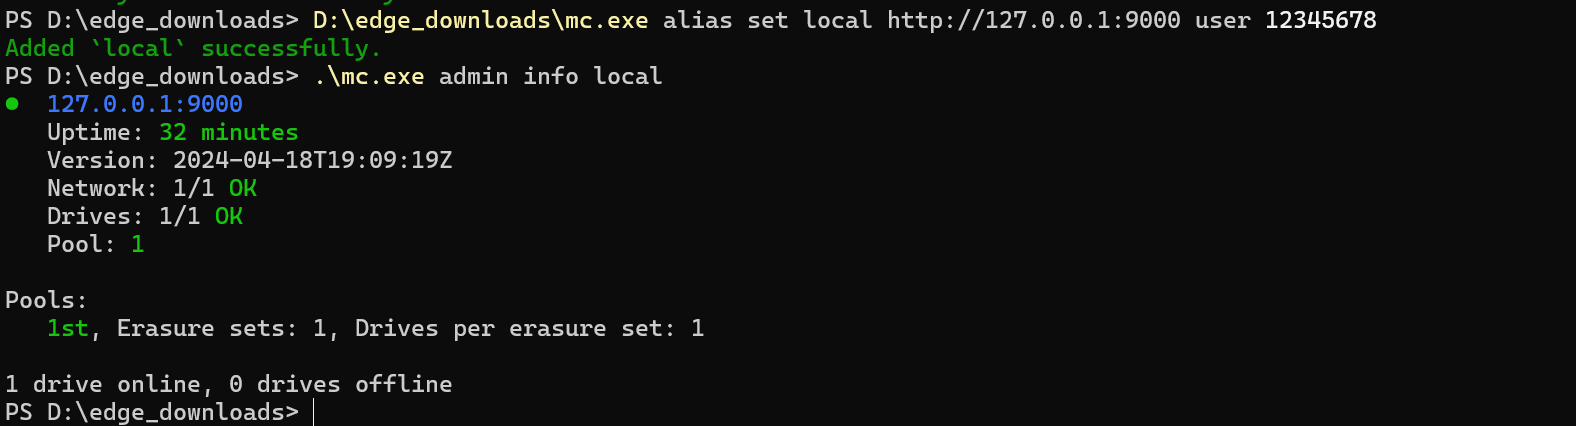 PS D:\edge_downloads> D:\edge_downloads\mc.exe alias set local http://127.0.0.1:9000 user 12345678
Added `local` successfully.
PS D:\edge_downloads> .\mc.exe admin info local
● 127.0.0.1:9000
Uptime: 32 minutes
Version: 2024-04-18T19:09:19Z
Network: 1/1 OK
Drives: 1/1 OK
Pool: 1
Pools:
1st, Erasure sets: 1, Drives per erasure set: 1
1 drive online, 0 drives offline
PS D:\edge_downloads>